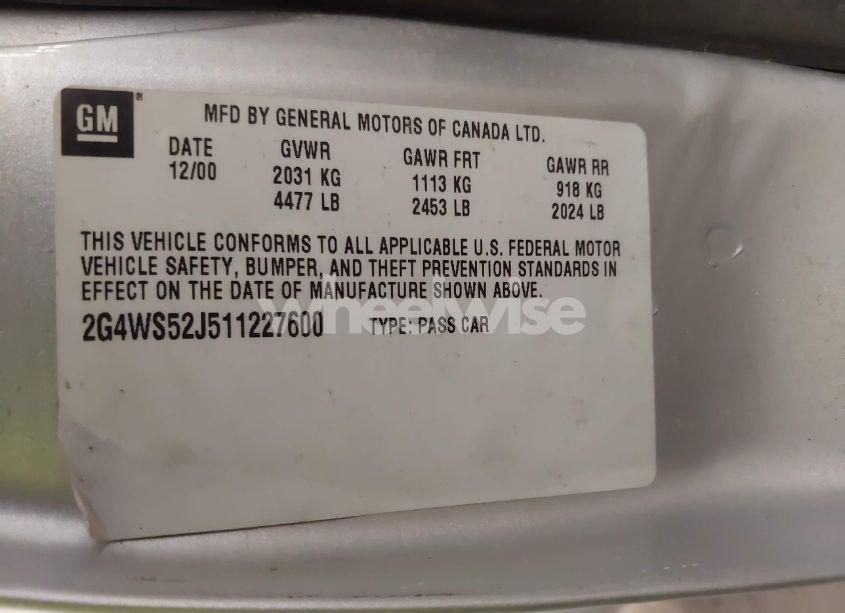 GM®
MFD BY GENERAL MOTORS OF CANADA LTD.
DATE GVWR GAWR FRT GAWR RR
12/00 2031 KG 1113 KG 918 KG
4477 LB 2453 LB 2024 LB
THIS VEHICLE CONFORMS TO ALL APPLICABLE U.S. FEDERAL MOTOR
VEHICLE SAFETY, BUMPER, AND THEFT PREVENTION STANDARDS IN
EFFECT ON THE DATE OF MANUFACTURE SHOWN ABOVE.
2G4WS52J511227600 TYPE: PASS CAR
wheelwise